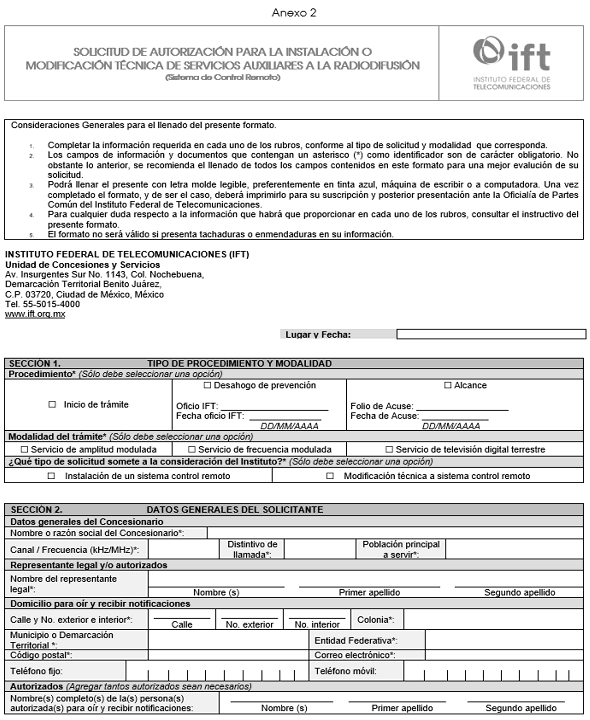 Anexo 2
SOLICITUD DE AUTORIZACIÓN PARA LA INSTALACIÓN O
MODIFICACIÓN TÉCNICA DE SERVICIOS AUXILIARES A LA RADIODIFUSIÓN
(Sistema de Control Remoto)
ift
INSTITUTO FEDERAL DE
TELECOMUNICACIONES
Consideraciones Generales para el llenado del presente formato.
1. Completar la información requerida en cada uno de los rubros, conforme al tipo de solicitud y modalidad que corresponda.
2. Los campos de información y documentos que contengan un asterisco (*) como identificador son de carácter obligatorio. No
obstante lo anterior, se recomienda el llenado de todos los campos contenidos en este formato para una mejor evaluación de su
solicitud.
3. Podrá llenar el presente con letra molde legible, preferentemente en tinta azul, máquina de escribir o a computadora. Una vez
completado el formato, y de ser el caso, deberá imprimirlo para su suscripción y posterior presentación ante la Oficialía de Partes
Común del Instituto Federal de Telecomunicaciones.
4. Para cualquier duda respecto a la información que habrá que proporcionar en cada uno de los rubros, consultar el instructivo del
presente formato.
5. El formato no será válido si presenta tachaduras o enmendaduras en su información.
INSTITUTO FEDERAL DE TELECOMUNICACIONES (IFT)
Unidad de Concesiones y Servicios
Av. Insurgentes Sur No. 1143, Col. Nochebuena,
Demarcación Territorial Benito Juárez,
C.P. 03720, Ciudad de México, México
Tel. 55-5015-4000
www.ift.org.mx
Lugar y Fecha:
SECCIÓN 1. TIPO DE PROCEDIMIENTO Y MODALIDAD
Procedimiento* (Sólo debe seleccionar una opción)
☐ Inicio de trámite
☐ Desahogo de prevención
Oficio IFT:
Fecha oficio IFT:
DD/MM/AAAA
☐ Alcance
Folio de Acuse:
Fecha de Acuse:
DD/MM/AAAA
Modalidad del trámite* (Sólo debe seleccionar una opción)
☐ Servicio de amplitud modulada ☐ Servicio de frecuencia modulada ☐ Servicio de televisión digital terrestre
¿Qué tipo de solicitud somete a la consideración del Instituto?* (Sólo debe seleccionar una opción)
☐ Instalación de un sistema control remoto ☐ Modificación técnica a sistema control remoto
SECCIÓN 2. DATOS GENERALES DEL SOLICITANTE
Datos generales del Concesionario
Nombre o razón social del Concesionario*:
Canal / Frecuencia (kHz/MHz)*:
Distintivo de
llamada*:
Población principal
a servir*:
Representante legal y/o autorizados
Nombre del representante
legal*:
Nombre (s) Primer apellido Segundo apellido
Domicilio para oír y recibir notificaciones
Calle y No. exterior e interior*:
Calle No. exterior No. interior
Colonia*:
Municipio o Demarcación
Territorial *:
Entidad Federativa*:
Código postal*:
Correo electrónico*:
Teléfono fijo:
Teléfono móvil:
Autorizados (Agregar tantos autorizados sean necesarios)
Nombre(s) completo(s) de la(s) persona(s)
autorizada(s) para oír y recibir notificaciones:
Nombre (s) Primer apellido Segundo apellido